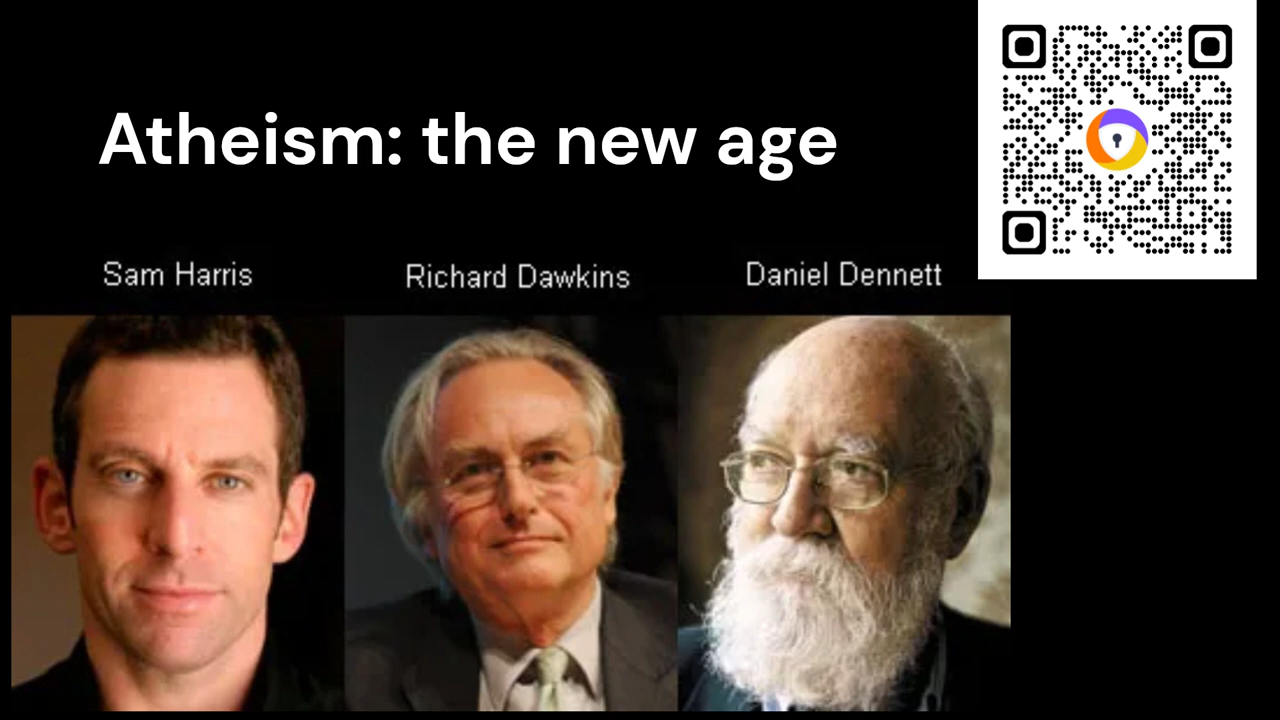 Atheism: the new age
Sam Harris
Richard Dawkins
Daniel Dennett